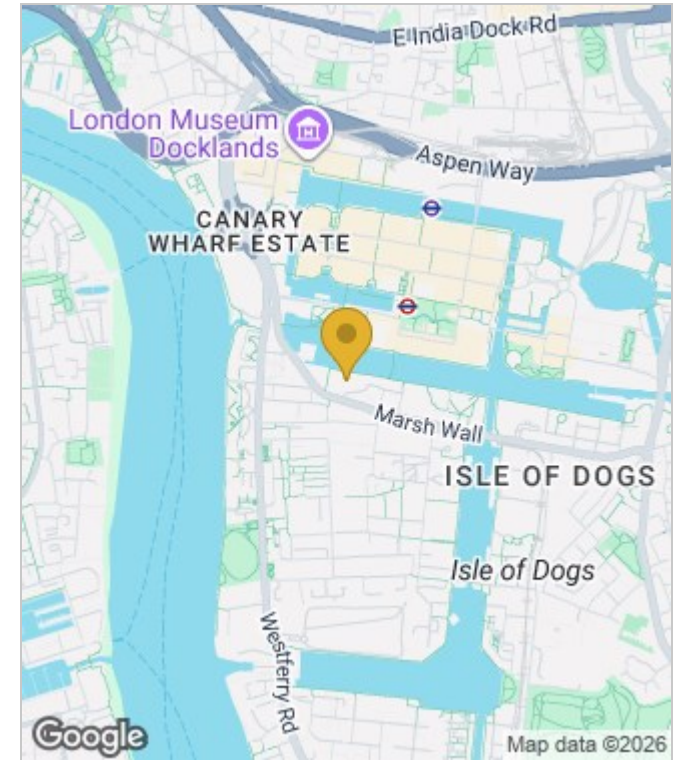 E India Dock Rd
London Museum
Docklands
Aspen Way
CANARY
WHARF ESTATE
Marsh Wall
ISLE OF DOGS
Isle of Dogs
Westferry Rd
Google
Map data ©2026